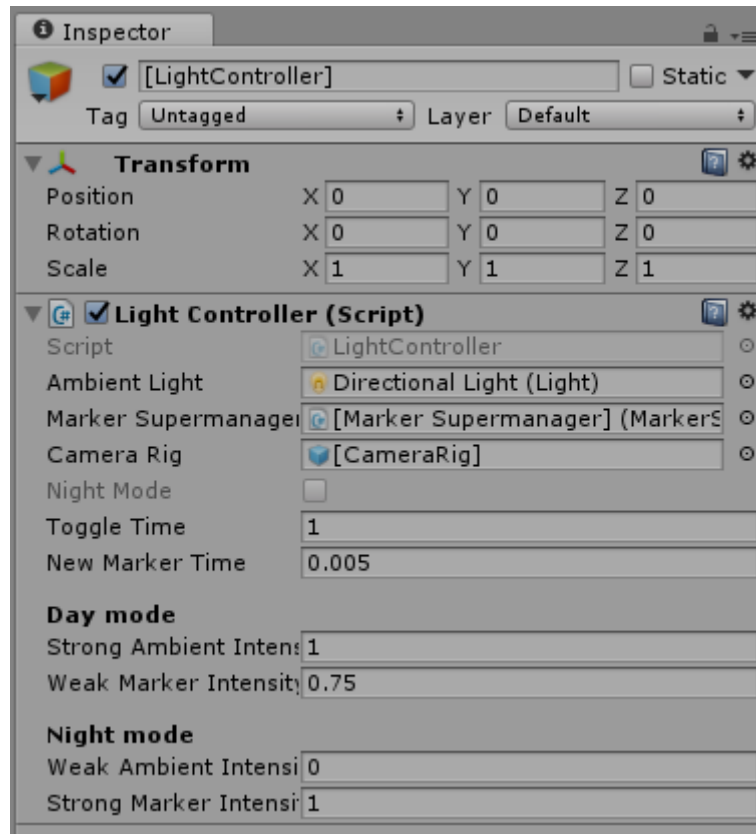 Inspector
[LightController] Static
Tag Untagged Layer Default
Transform
Position X 0 Y 0 Z 0
Rotation X 0 Y 0 Z 0
Scale X 1 Y 1 Z 1
Light Controller (Script)
Script LightController
Ambient Light Directional Light (Light)
Marker Supermanager [Marker Supermanager] (MarkerS
Camera Rig [CameraRig]
Night Mode
Toggle Time 1
New Marker Time 0.005
Day mode
Strong Ambient Intens 1
Weak Marker Intensity 0.75
Night mode
Weak Ambient Intensi 0
Strong Marker Intensi 1